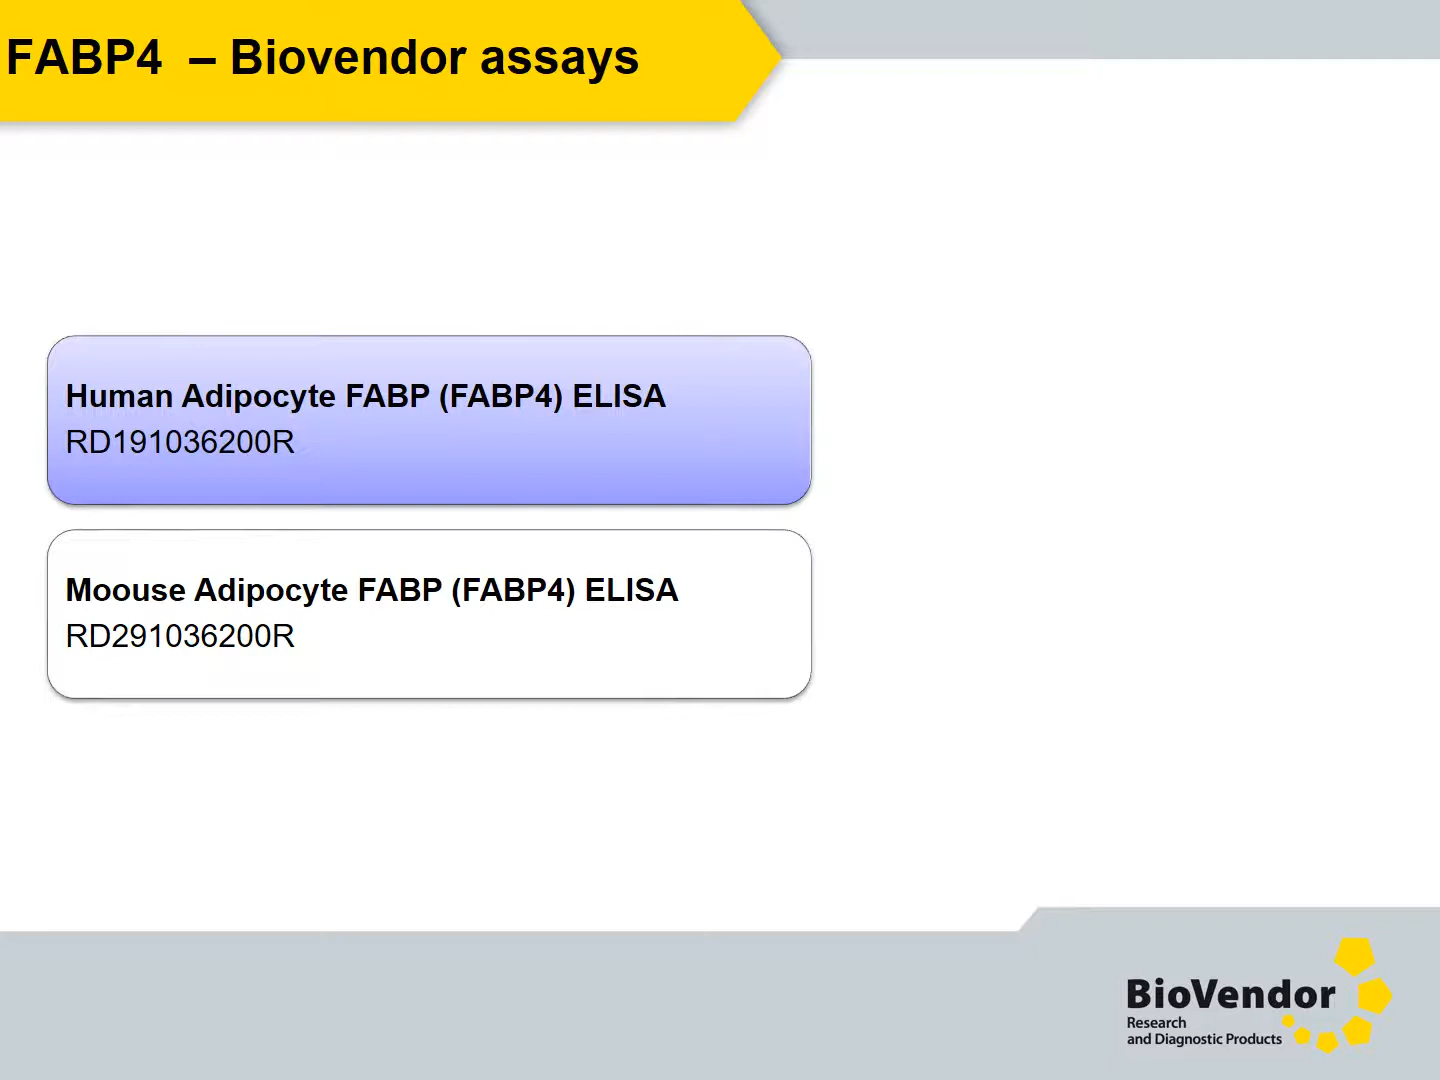 FABP4 – Biovendor assays
Human Adipocyte FABP (FABP4) ELISA
RD191036200R
Moouse Adipocyte FABP (FABP4) ELISA
RD291036200R
BioVendor
Research
and Diagnostic Products